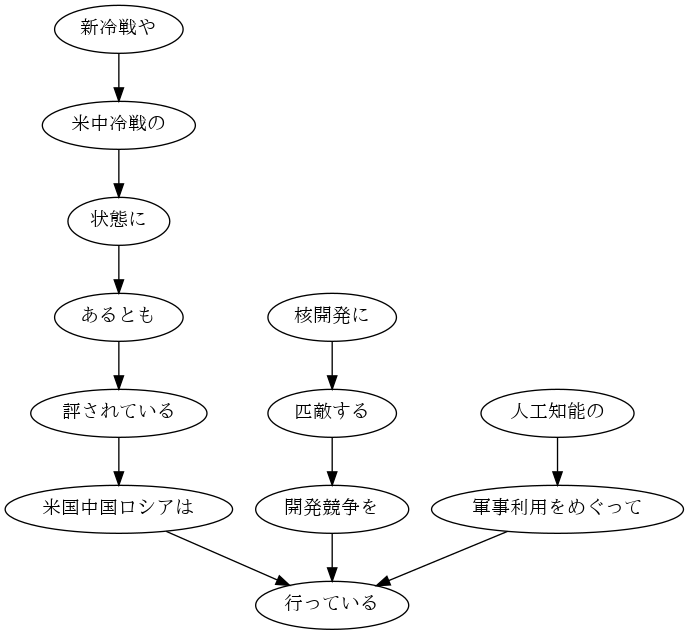 新冷戦や
米中冷戦の
状態に
あるとも
核開発に
評されている
匹敵する
人工知能の
米国中国ロシアは
開発競争を
軍事利用をめぐって
行っている